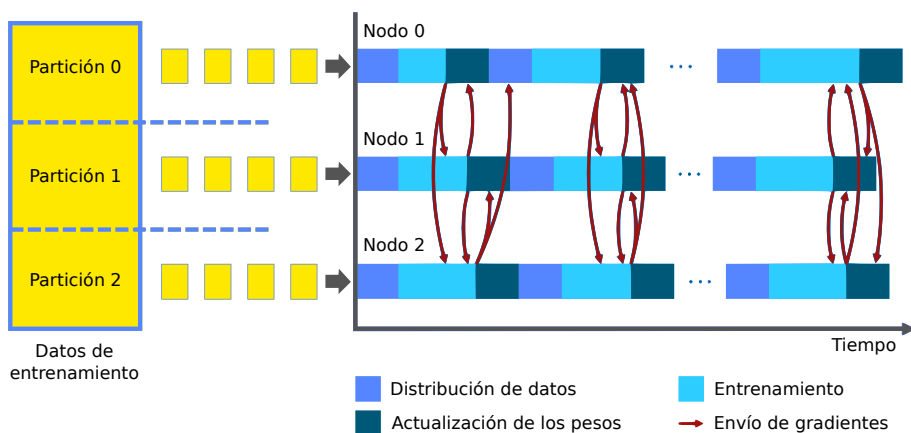 Nodo 0
Partición 0
...
Nodo 1
Partición 1
...
Nodo 2
Partición 2
...
Datos de
entrenamiento
Tiempo
Distribución de datos
Entrenamiento
Actualización de los pesos
Envío de gradientes